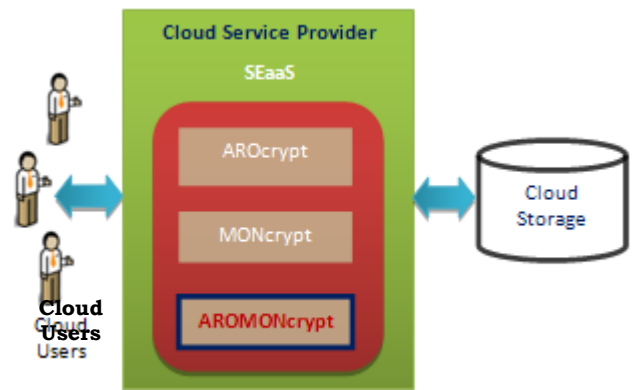 Cloud Service Provider
SEaaS
AROcrypt
MONcrypt
AROMONcrypt
Cloud
Users
Cloud
Users
Cloud
Storage